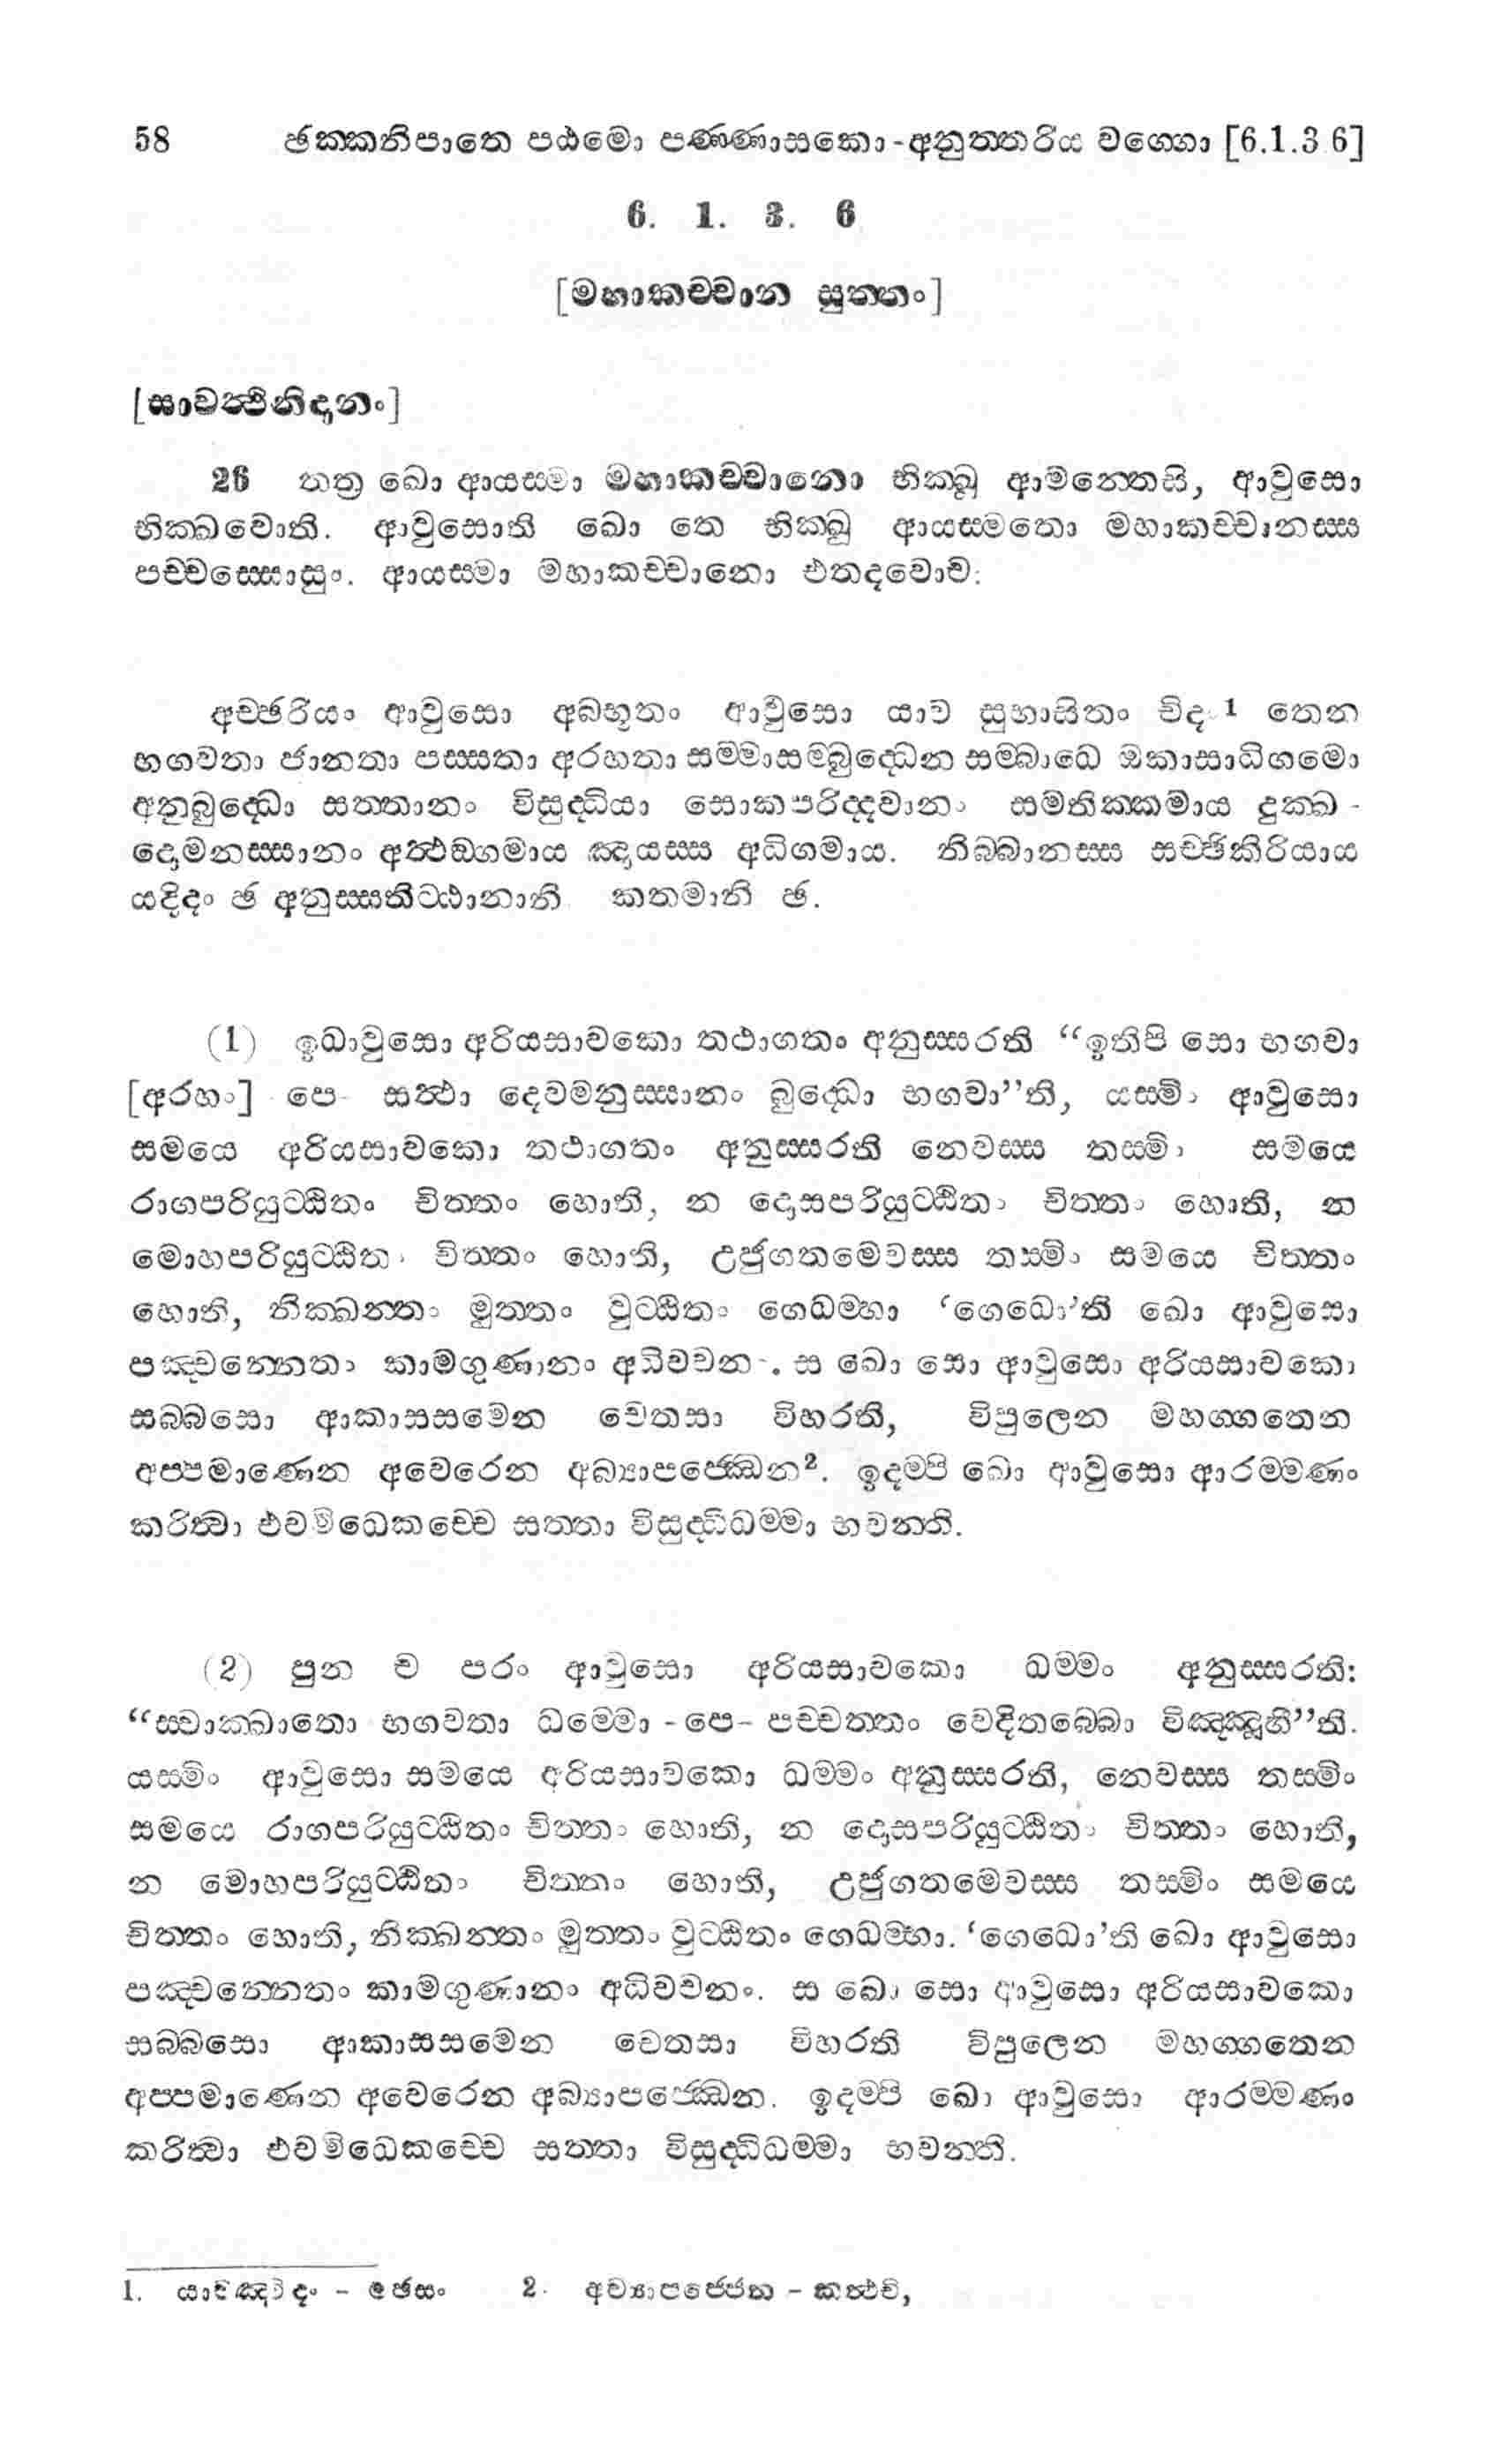 58 ඡක්කනිපාතෙ පඨමො පණ්ණාසකො-අනුත්තරිය වග්ගො [6.1.3 6]
6. 1. 3. 6
[මහාකච්චාන සුත්තං]
[සාවත්ථිනිදානං]
26 තත්‍ර ඛො ආයස්මා මහාකච්චානො භික්ඛූ ආමන්තෙසි, ආවුසො
භික්ඛවොති. ආවුසොති ඛො තෙ භික්ඛූ ආයස්මතො මහාකච්චානස්ස
පච්චස්සොසුං. ආයස්මා මහාකච්චානො එතදවොච:
අච්ඡරියං ආවුසො අබ්භූතං ආවුසො යාව සුභාසිතං චිදං 1 තෙන
භගවතා ජානතා පස්සතා අරහතා සම්මාසම්බුද්ධෙන සම්බාධෙ ඔකාසාධිගමො
අනුබුද්ධො සත්තානං විසුද්ධියා සොකපරිද්දවානං සමතික්කමාය දුක්ඛ -
දොමනස්සානං අත්ථඞ්ගමාය ඤායස්ස අධිගමාය. නිබ්බානස්ස සච්ඡිකිරියාය
යදිදං ඡ අනුස්සතිට්ඨානානි කතමානි ඡ.
(1) ඉධාවුසො අරියසාවකො තථාගතං අනුස්සරති “ඉතිපි සො භගවා
[අරහං] - පෙ - සත්ථා දෙවමනුස්සානං බුද්ධො භගවා”ති, යස්මිං ආවුසො
සමයෙ අරියසාවකො තථාගතං අනුස්සරති නෙවස්ස තස්මිං සමයෙ
රාගපරියුට්ඨිතං චිත්තං හොති, න දොසපරියුට්ඨිතං චිත්තං හොති, න
මොහපරියුට්ඨිතං චිත්තං හොති, උජුගතමෙවස්ස තස්මිං සමයෙ චිත්තං
හොති, නික්ඛන්තං මුත්තං වුට්ඨිතං ගෙධම්හා ‘ගෙධො’ති ඛො ආවුසො
පඤ්චන්නෙතං කාමගුණානං අධිවචනං. ස ඛො සො ආවුසො අරියසාවකො
සබ්බසො ආකාසසමෙන චෙතසා විහරති, විපුලෙන මහග්ගතෙන
අප්පමාණෙන අවෙරෙන අබ්‍යාපජ්ඣෙන2. ඉදම්පි ඛො ආවුසො ආරම්මණං
කරිත්වා එවමිධෙකච්චෙ සත්තා විසුද්ධිධම්මා භවන්ති.
(2) පුන ච පරං ආවුසො අරියසාවකො ධම්මං අනුස්සරති:
“ස්වාක්ඛාතො භගවතා ධම්මො -පෙ- පච්චත්තං වෙදිතබ්බො විඤ්ඤූහී”ති.
යස්මිං ආවුසො සමයෙ අරියසාවකො ධම්මං අනුස්සරති, නෙවස්ස තස්මිං
සමයෙ රාගපරියුට්ඨිතං චිත්තං හොති, න දොසපරියුට්ඨිතං චිත්තං හොති,
න මොහපරියුට්ඨිතං චිත්තං හොති, උජුගතමෙවස්ස තස්මිං සමයෙ
චිත්තං හොති, නික්ඛන්තං මුත්තං වුට්ඨිතං ගෙධම්හා. ‘ගෙධො’ති ඛො ආවුසො
පඤ්චන්නෙතං කාමගුණානං අධිවචනං. ස ඛො සො ආවුසො අරියසාවකො
සබ්බසො ආකාසසමෙන චෙතසා විහරති විපුලෙන මහග්ගතෙන
අප්පමාණෙන අවෙරෙන අබ්‍යාපජ්ඣෙන. ඉදම්පි ඛො ආවුසො ආරම්මණං
කරිත්වා එවමිධෙකච්චෙ සත්තා විසුද්ධිධම්මා භවන්ති.
1. යාවඤ්චිදං - මඡසං 2. අව්‍යාපජ්ජෙන - කත්ථචි,